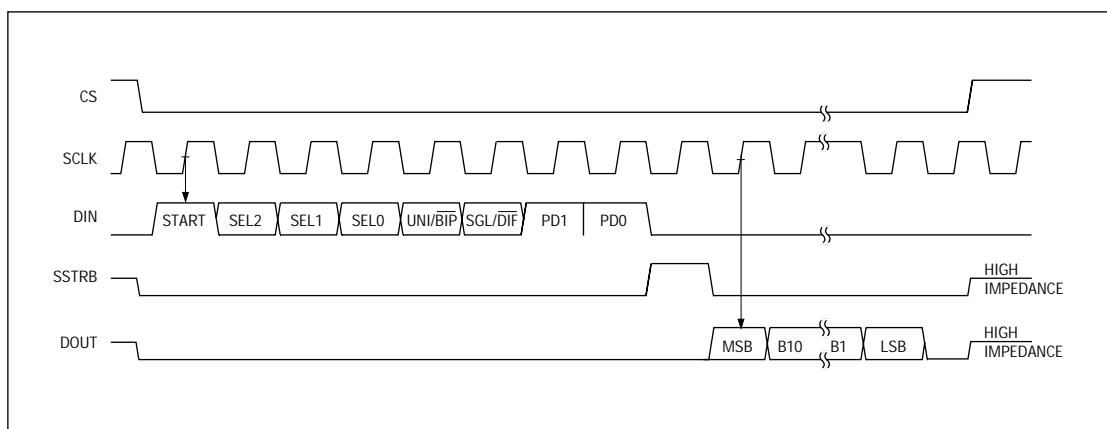 CS
SCLK
DIN
START SEL2 SEL1 SEL0 UNI/BIP SGL/DIF PD1 PD0
SSTRB
HIGH
IMPEDANCE
DOUT
MSB B10 B1 LSB
HIGH
IMPEDANCE